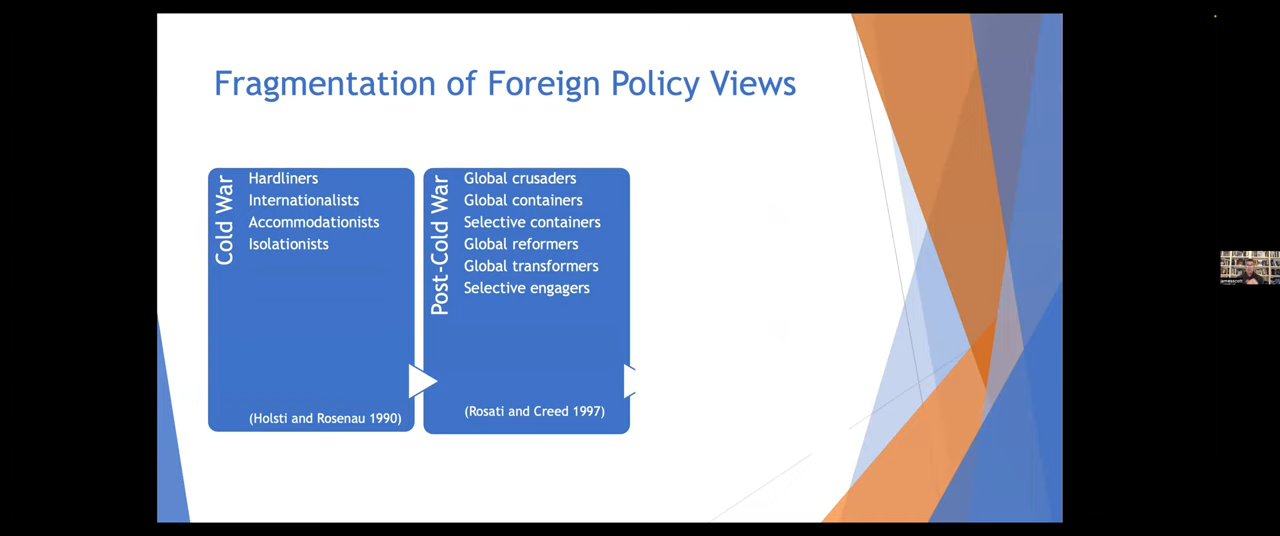 Fragmentation of Foreign Policy Views
Cold War
Hardliners
Internationalists
Accommodationists
Isolationists
(Holsti and Rosenau 1990)
Post-Cold War
Global crusaders
Global containers
Selective containers
Global reformers
Global transformers
Selective engagers
(Rosati and Creed 1997)